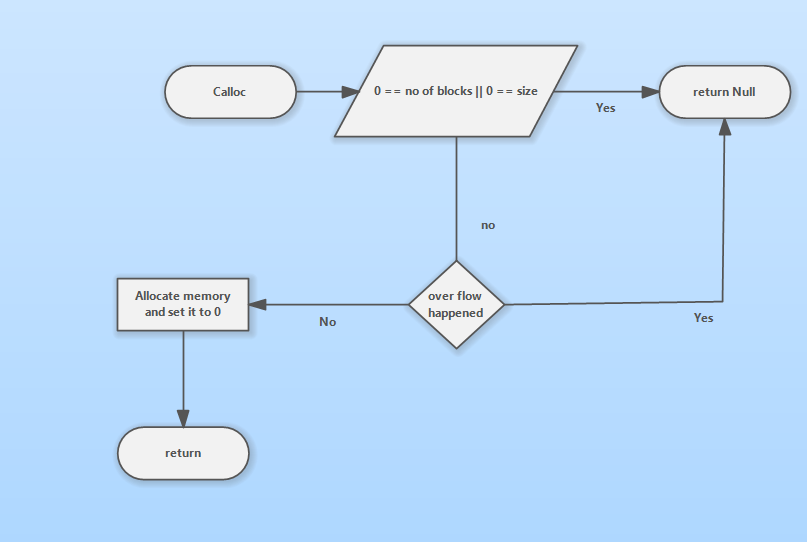 Calloc
0 == no of blocks || 0 == size
Yes
return Null
no
Allocate memory
and set it to 0
No
over flow
happened
Yes
return